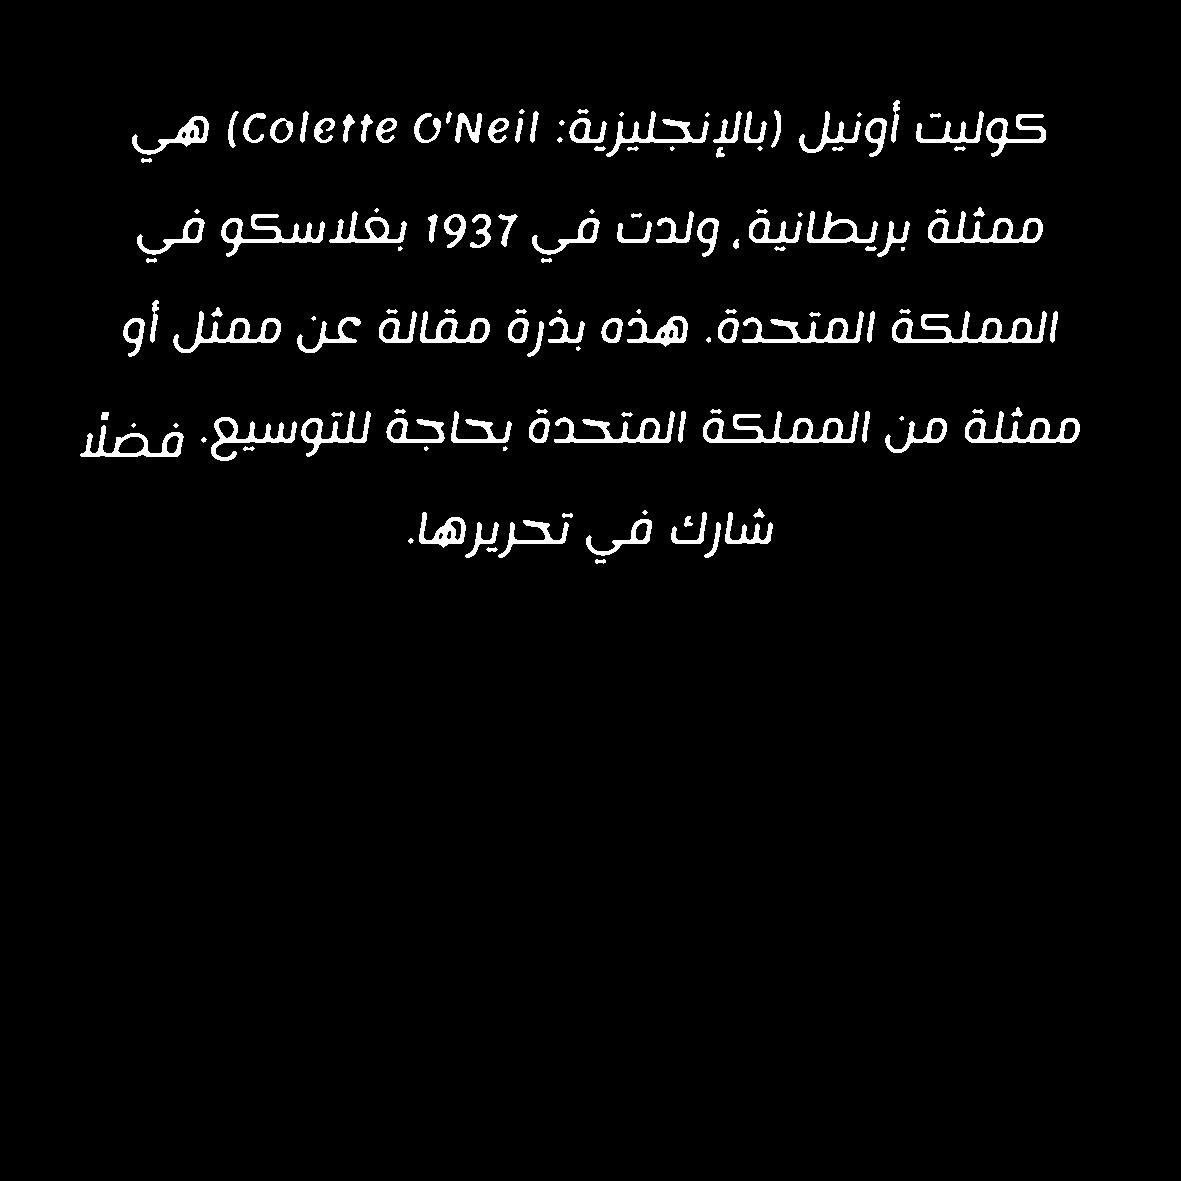 كوليت أونيل (بالإنجليزية: Colette O'Neil) هي
ممثلة بريطانية، ولدت في 1937 بغلاسكو في
المملكة المتحدة. هذه بذرة مقالة عن ممثل أو
ممثلة من المملكة المتحدة بحاجة للتوسيع. فضلًا
شارك في تحريرها.